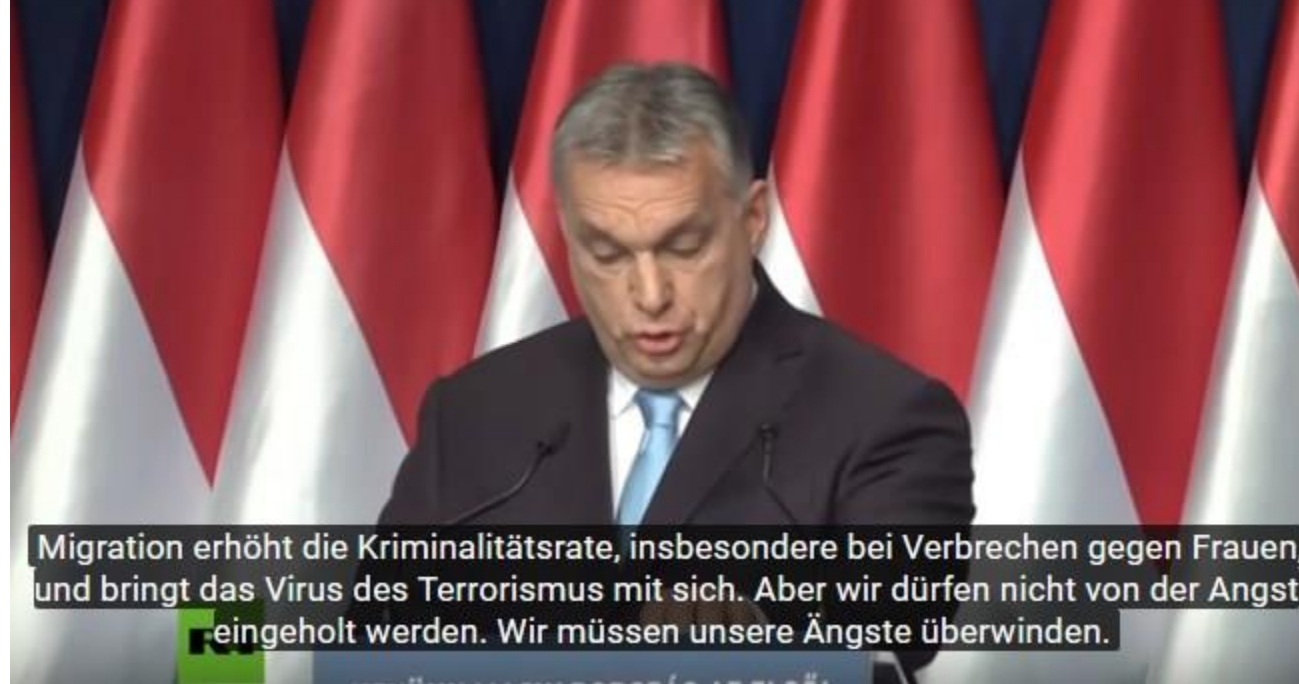 Migration erhöht die Kriminalitätsrate, insbesondere bei Verbrechen gegen Frauen,
und bringt das Virus des Terrorismus mit sich. Aber wir dürfen nicht von der Angst
eingeholt werden. Wir müssen unsere Ängste überwinden.